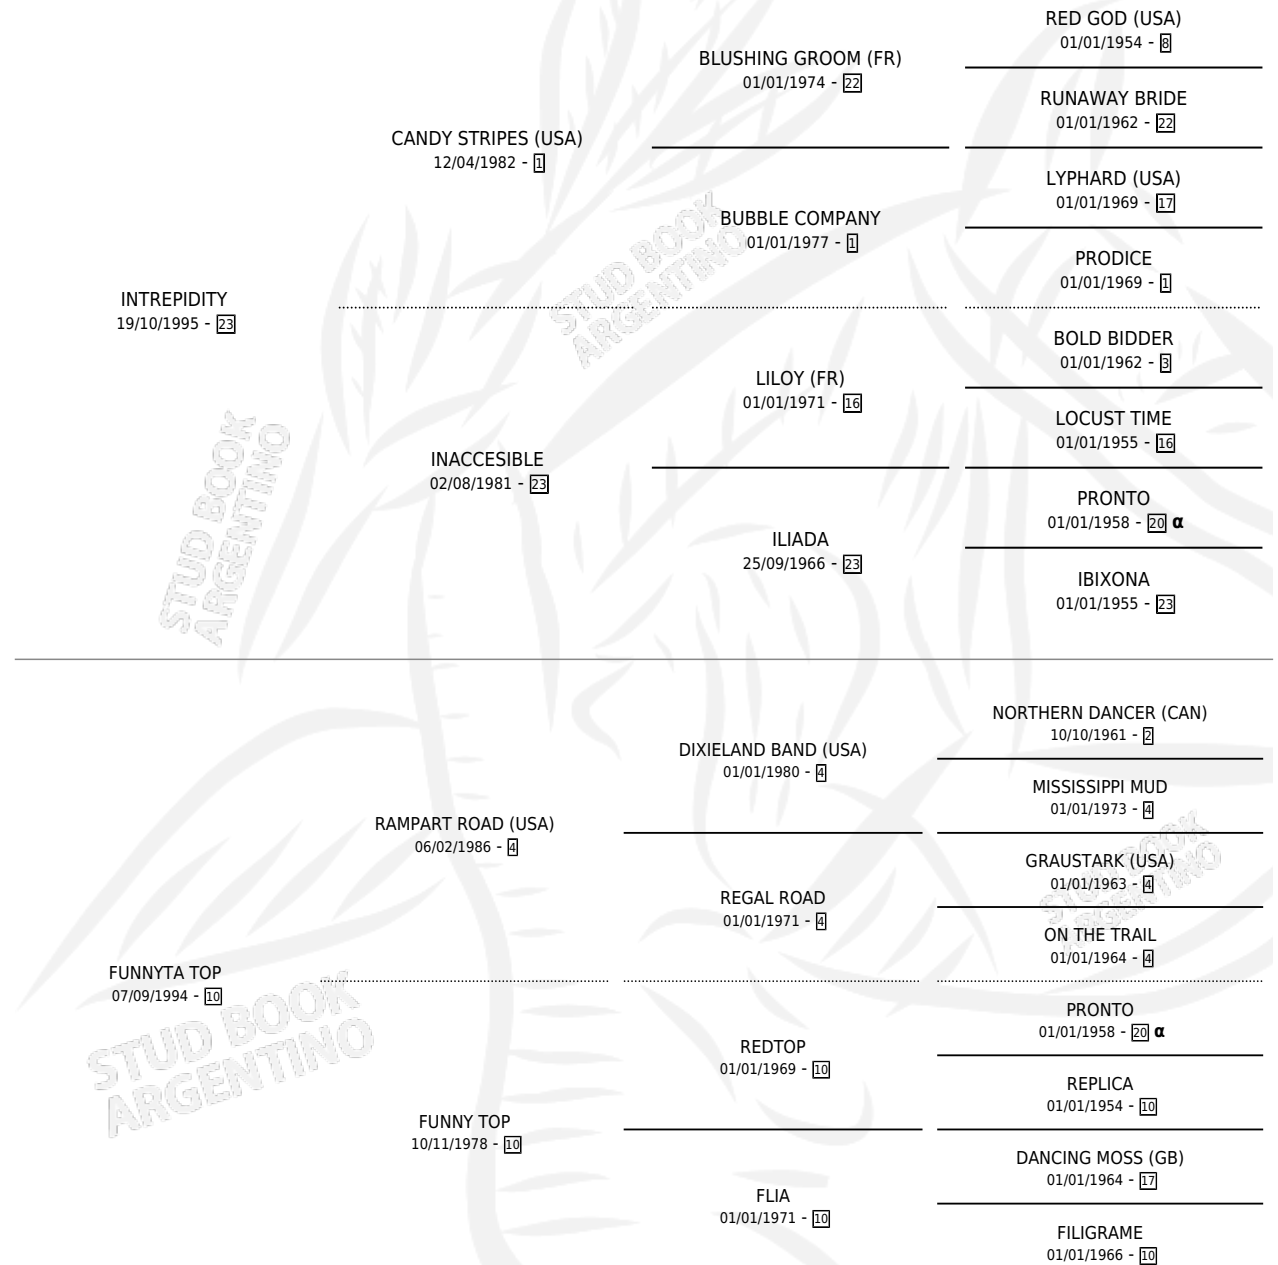 RED GOD (USA)
01/01/1954 - 8
BLUSHING GROOM (FR)
01/01/1974 - 22
RUNAWAY BRIDE
01/01/1962 - 22
CANDY STRIPES (USA)
12/04/1982 - 1
LYPHARD (USA)
01/01/1969 - 17
BUBBLE COMPANY
01/01/1977 - 1
PRODICE
01/01/1969 - 1
INTREPIDITY
19/10/1995 - 23
BOLD BIDDER
01/01/1962 - 3
LILOY (FR)
01/01/1971 - 16
LOCUST TIME
01/01/1955 - 16
INACCESIBLE
02/08/1981 - 23
PRONTO
01/01/1958 - 20 α
ILIADA
25/09/1966 - 23
IBIXONA
01/01/1955 - 23
STUD BOOK
ARGENTINO
STUD BOOK
ARGENTINO
NORTHERN DANCER (CAN)
10/10/1961 - 2
DIXIELAND BAND (USA)
01/01/1980 - 4
MISSISSIPPI MUD
01/01/1973 - 4
RAMPART ROAD (USA)
06/02/1986 - 4
GRAUSTARK (USA)
01/01/1963 - 4
REGAL ROAD
01/01/1971 - 4
ON THE TRAIL
01/01/1964 - 4
FUNNYTA TOP
07/09/1994 - 10
PRONTO
01/01/1958 - 20 α
REDTOP
01/01/1969 - 10
REPLICA
01/01/1954 - 10
FUNNY TOP
10/11/1978 - 10
DANCING MOSS (GB)
01/01/1964 - 17
FLIA
01/01/1971 - 10
FILIGRAME
01/01/1966 - 10
STUD BOOK
ARGENTINO
STUD BOOK
ARGENTINO